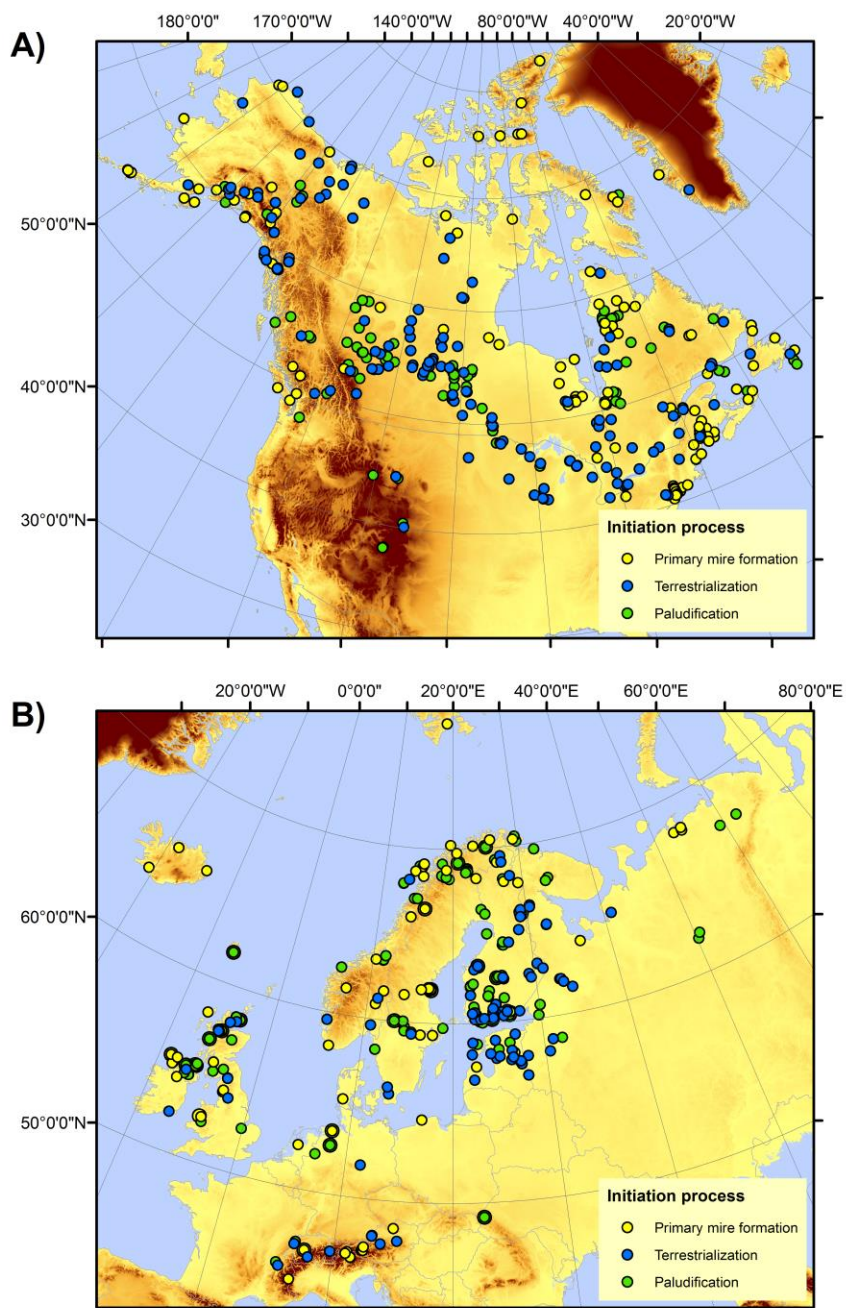 A)
180°0'0" 170°0'0"W 140°0'0"W 80°0'0"W 40°0'0"W 20°0'0"W
50°0'0"N
40°0'0"N
30°0'0"N
Initiation process
Primary mire formation
Terrestrialization
Paludification
B)
20°0'0"W 0°0'0" 20°0'0"E 40°0'0"E 60°0'0"E 80°0'0"E
60°0'0"N
50°0'0"N
Initiation process
Primary mire formation
Terrestrialization
Paludification